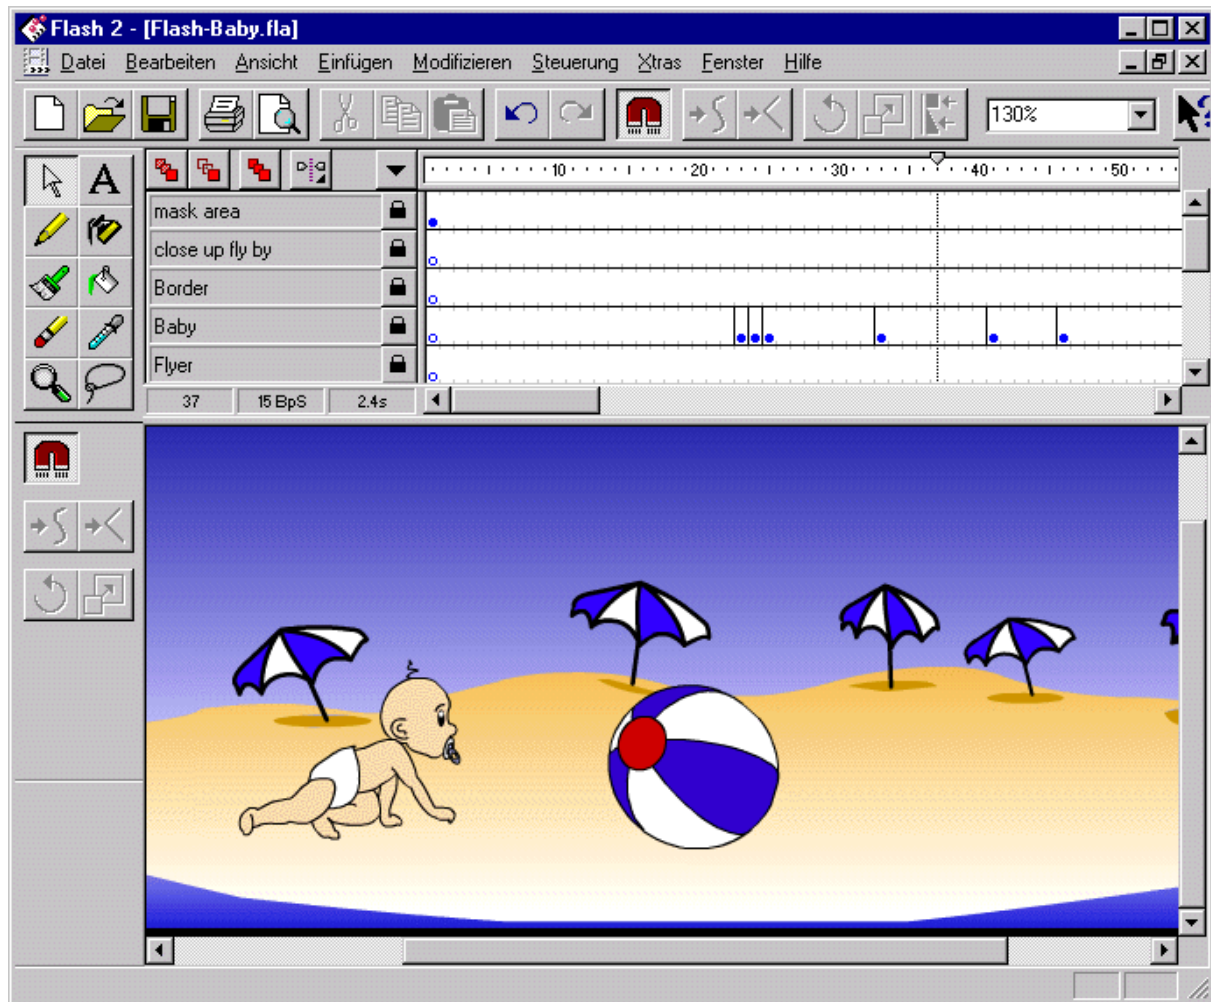 Flash 2 - [Flash-Baby.fla]
Datei Bearbeiten Ansicht Einfügen Modifizieren Steuerung Xtras Fenster Hilfe
130%
A
10 20 30 40 50
mask area
close up fly by
Border
Baby
Flyer
37 15 BpS 2.4s